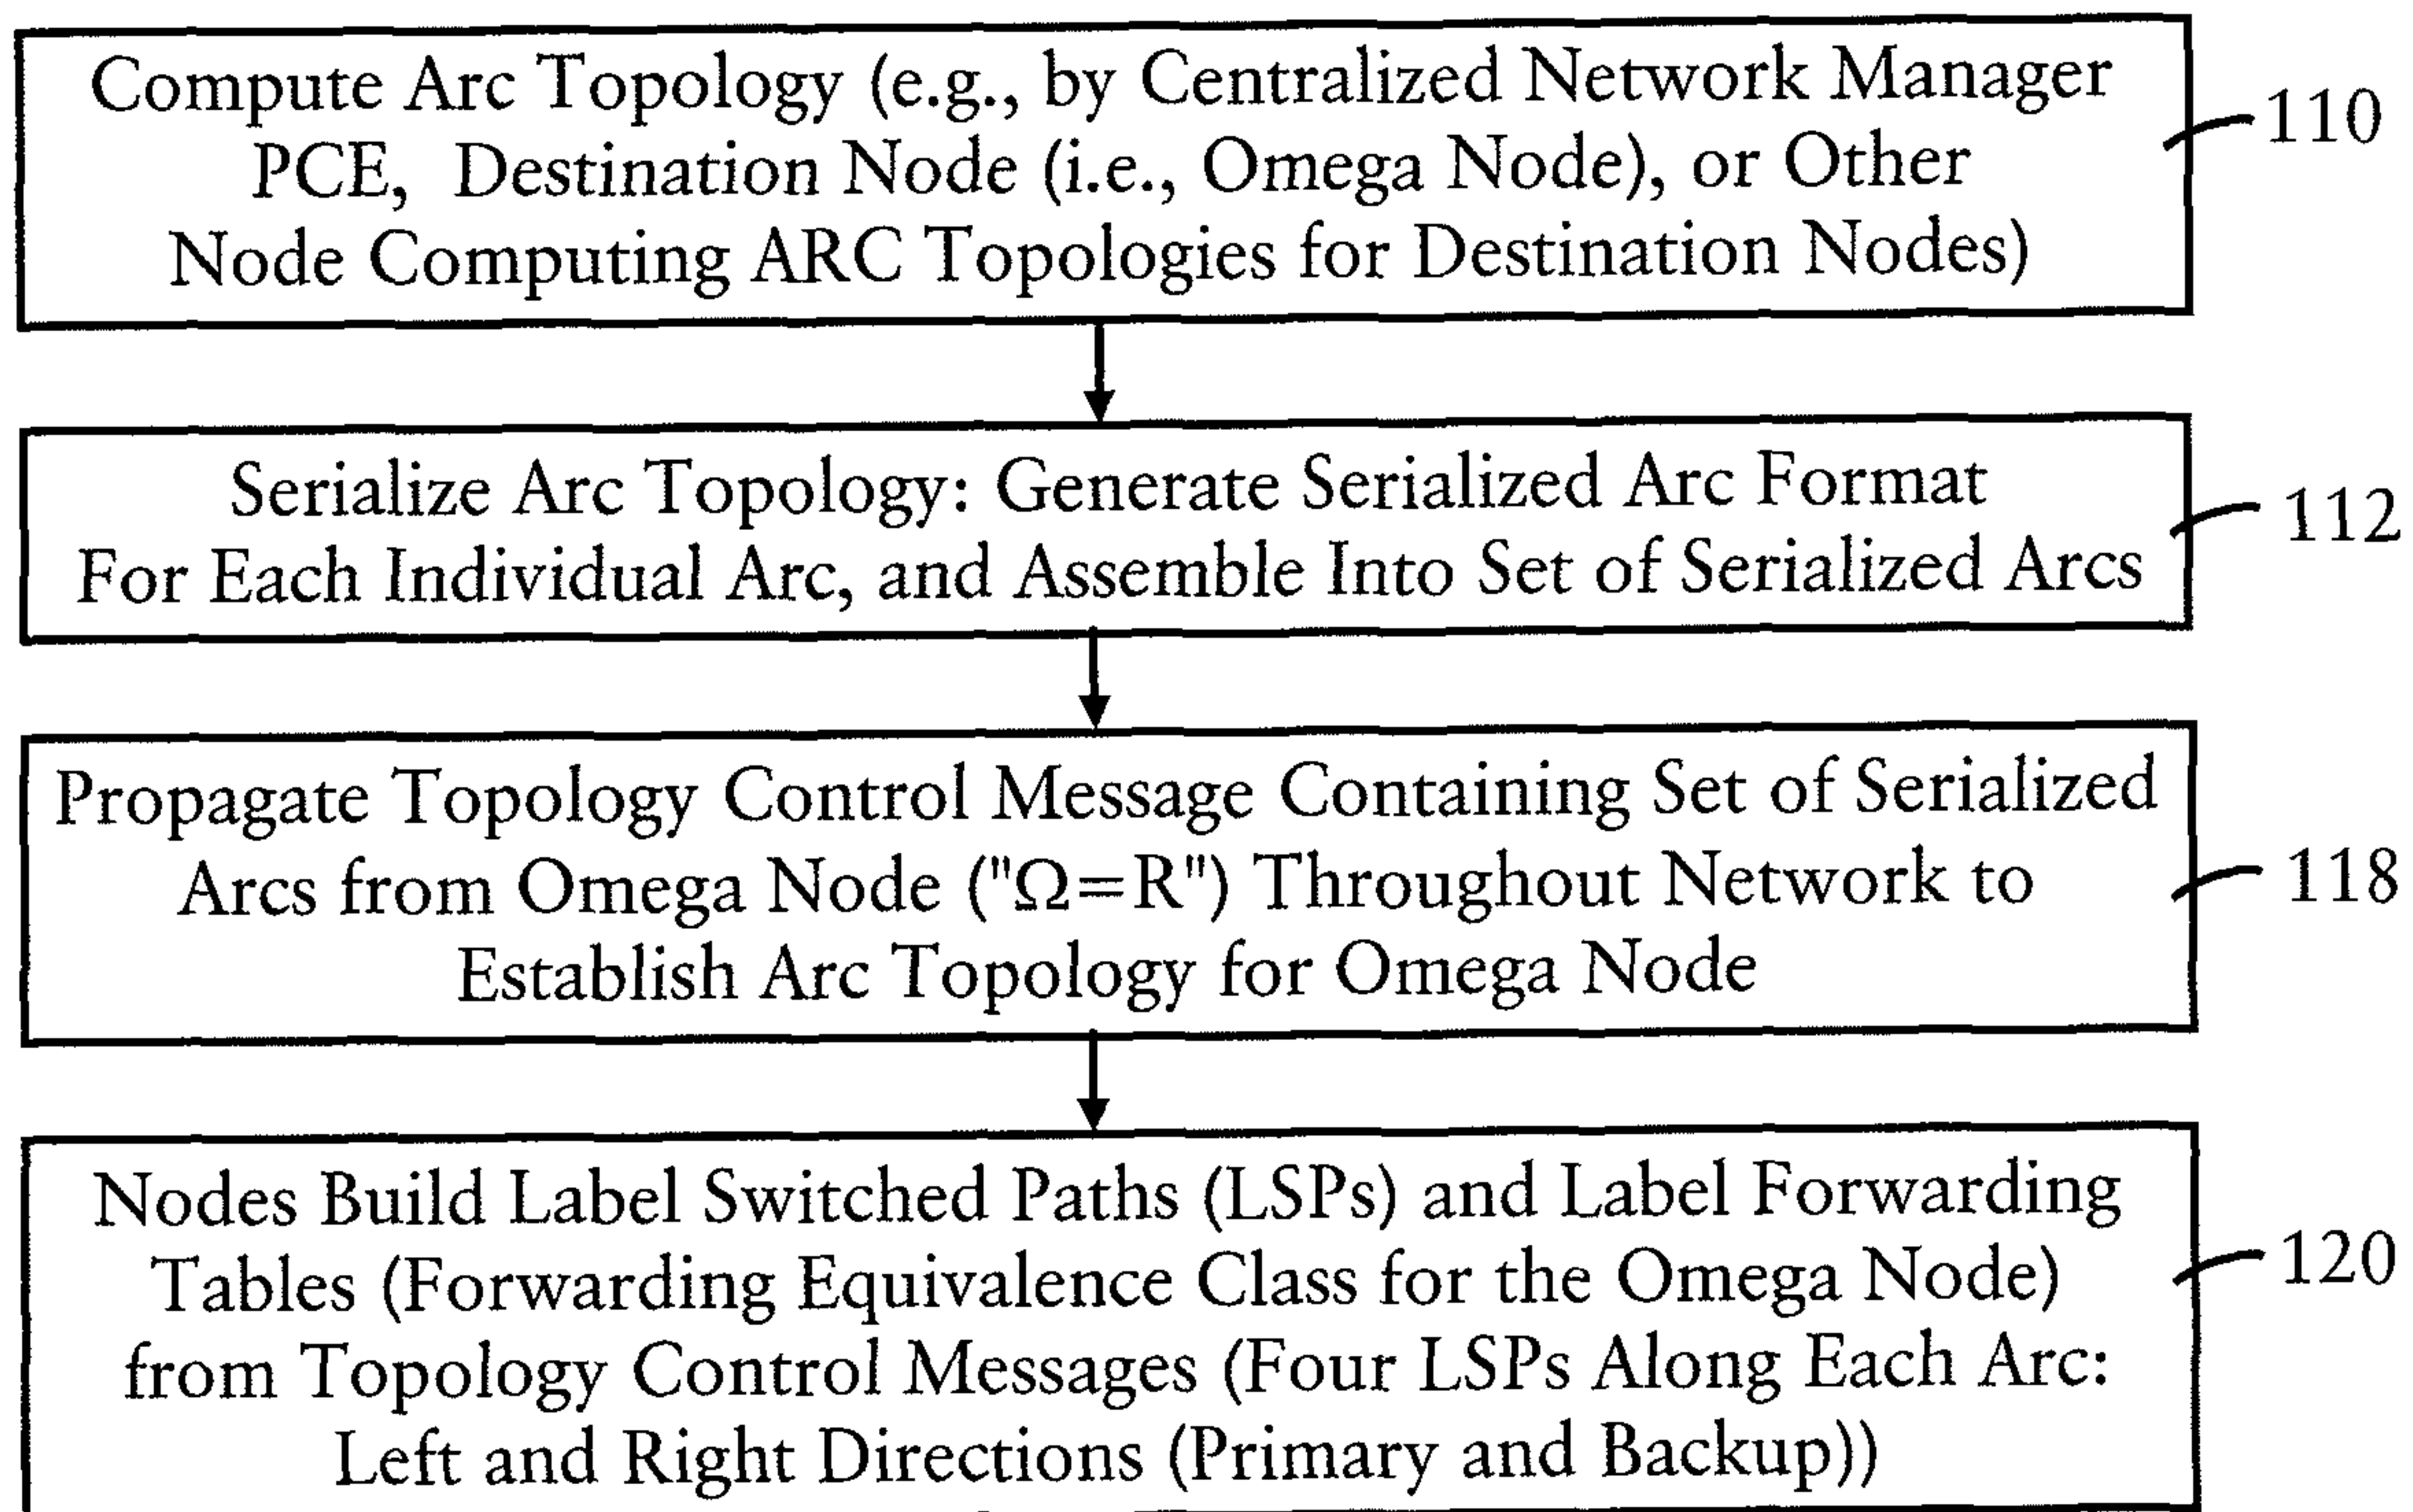 Compute Arc Topology (e.g., by Centralized Network Manager
PCE, Destination Node (i.e., Omega Node), or Other
Node Computing ARC Topologies for Destination Nodes)
110
Serialize Arc Topology: Generate Serialized Arc Format
For Each Individual Arc, and Assemble Into Set of Serialized Arcs
112
Propagate Topology Control Message Containing Set of Serialized
Arcs from Omega Node ("Ω=R") Throughout Network to
Establish Arc Topology for Omega Node
118
Nodes Build Label Switched Paths (LSPs) and Label Forwarding
Tables (Forwarding Equivalence Class for the Omega Node)
from Topology Control Messages (Four LSPs Along Each Arc:
Left and Right Directions (Primary and Backup))
120